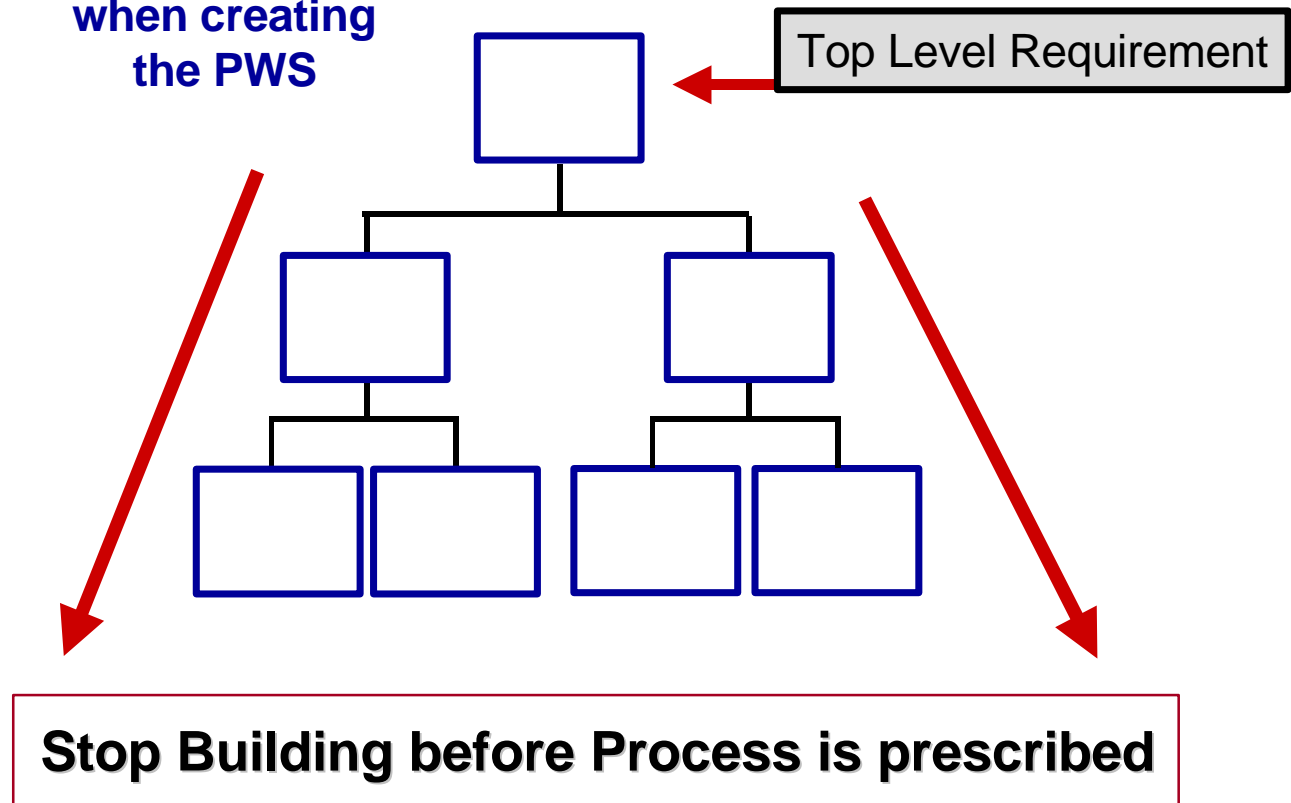 when creating
the PWS
Top Level Requirement
Stop Building before Process is prescribed